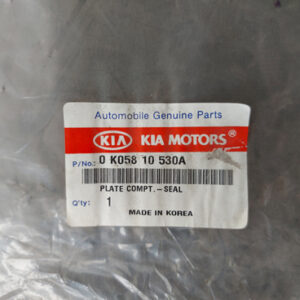 Automobile Genuine Parts
KIA KIA MOTORS®
P/No.: 0 K058 10 530A
PLATE COMPT.-SEAL
Q'ty: 1
MADE IN KOREA